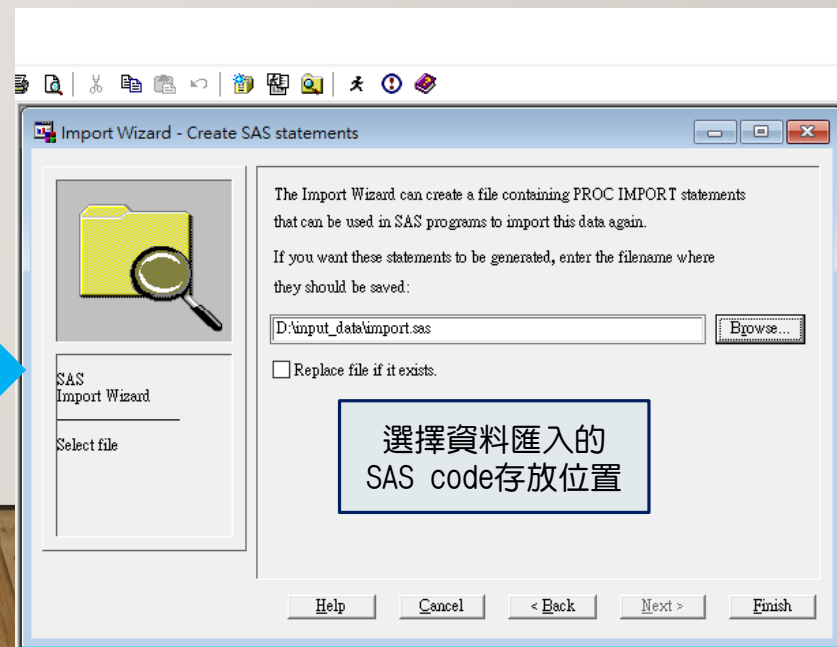 Import Wizard - Create SAS statements
The Import Wizard can create a file containing PROC IMPORT statements
that can be used in SAS programs to import this data again.
If you want these statements to be generated, enter the filename where
they should be saved:
D:\input_data\import.sas
Browse...
Replace file if it exists.
SAS
Import Wizard
Select file
選擇資料匯入的
SAS code存放位置
Help
Cancel
< Back
Next >
Finish